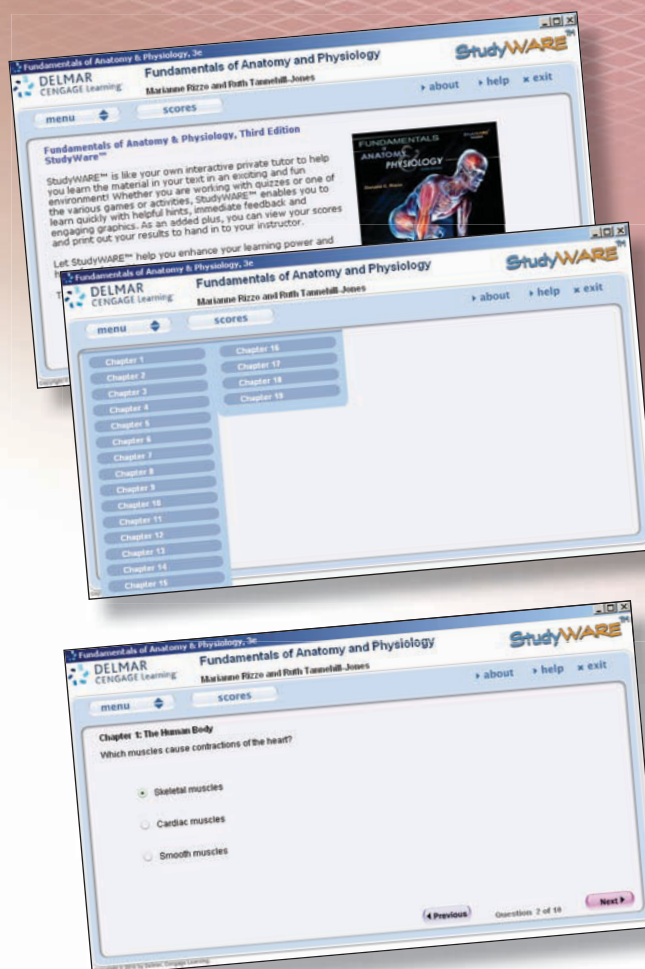 Fundamentals of Anatomy & Physiology, 3e
DELMAR
CENGAGE Learning
Fundamentals of Anatomy and Physiology
Marianne Rizzo and Ruth Tannehill-Jones
StudyWARE™
about help x exit
menu scores
Fundamentals of Anatomy & Physiology, Third Edition
StudyWare™
StudyWARE™ is like your own interactive private tutor to help
you learn the material in your text in an exciting and fun
environment! Whether you are working with quizzes or one of
the various games or activities, StudyWARE™ enables you to
learn quickly with helpful hints, immediate feedback and
engaging graphics. As an added plus, you can view your scores
and print out your results to hand in to your instructor.
Let StudyWARE™ help you enhance your learning power and
FUNDAMENTALS
ANATOMY
&
PHYSIOLOGY
Fundamentals of Anatomy & Physiology, 3e
DELMAR
CENGAGE Learning
Fundamentals of Anatomy and Physiology
Marianne Rizzo and Ruth Tannehill-Jones
StudyWARE™
about help x exit
menu scores
Chapter 1
Chapter 2
Chapter 3
Chapter 4
Chapter 5
Chapter 6
Chapter 7
Chapter 8
Chapter 9
Chapter 10
Chapter 11
Chapter 12
Chapter 13
Chapter 14
Chapter 15
Chapter 16
Chapter 17
Chapter 18
Chapter 19
Fundamentals of Anatomy & Physiology, 3e
DELMAR
CENGAGE Learning
Fundamentals of Anatomy and Physiology
Marianne Rizzo and Ruth Tannehill-Jones
StudyWARE™
about help x exit
menu scores
Chapter 1: The Human Body
Which muscles cause contractions of the heart?
Skeletal muscles
Cardiac muscles
Smooth muscles
Previous Question 2 of 10 Next